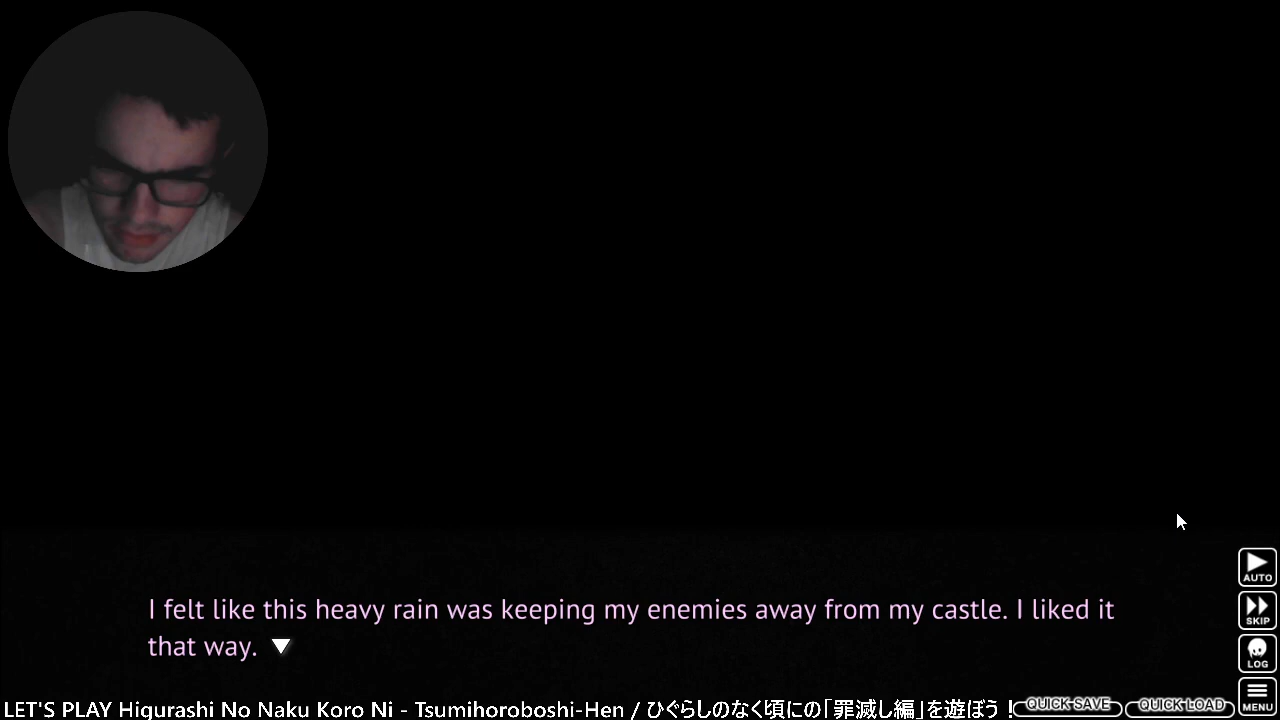 I felt like this heavy rain was keeping my enemies away from my castle. I liked it
that way.
AUTO
SKIP
LOG
MENU
QUICK SAVE
QUICK LOAD
LET'S PLAY Higurashi No Naku Koro Ni - Tsumihoroboshi-Hen / ひぐらしのなく頃にの「罪滅し編」を遊ぼう！